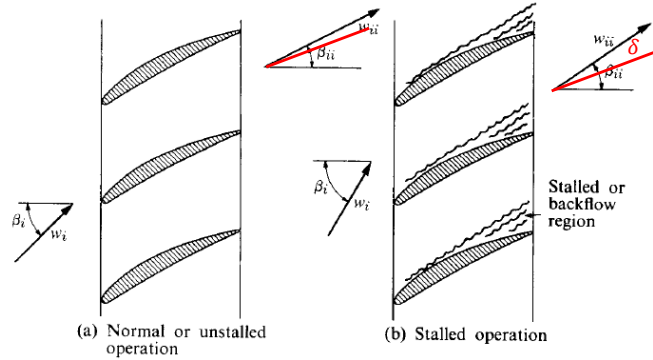 w_ii
β_ii
β_i
w_i
(a) Normal or unstalled
operation
w_ii
δ
β_ii
β_i
w_i
Stalled or
backflow
region
(b) Stalled operation